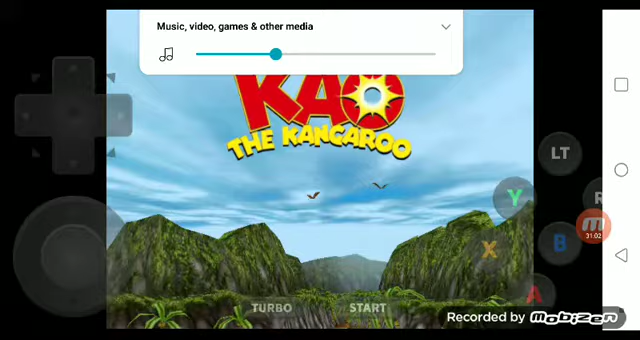 Music, video, games & other media
KAO
THE KANGAROO
LT
Y
R
31:02
X
B
A
TURBO
START
Recorded by MOBIZEN